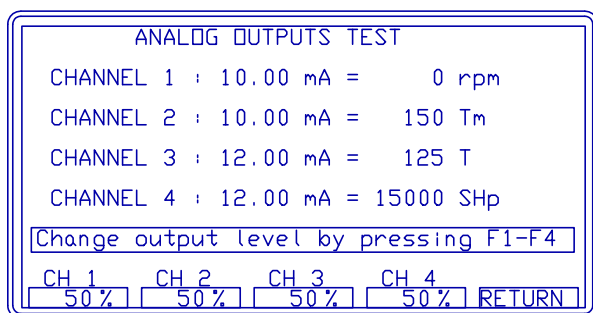 ANALOG OUTPUTS TEST
CHANNEL 1 : 10.00 mA = 0 rpm
CHANNEL 2 : 10.00 mA = 150 Tm
CHANNEL 3 : 12.00 mA = 125 T
CHANNEL 4 : 12.00 mA = 15000 SHp
Change output level by pressing F1-F4
CH 1 CH 2 CH 3 CH 4
50% 50% 50% 50% RETURN